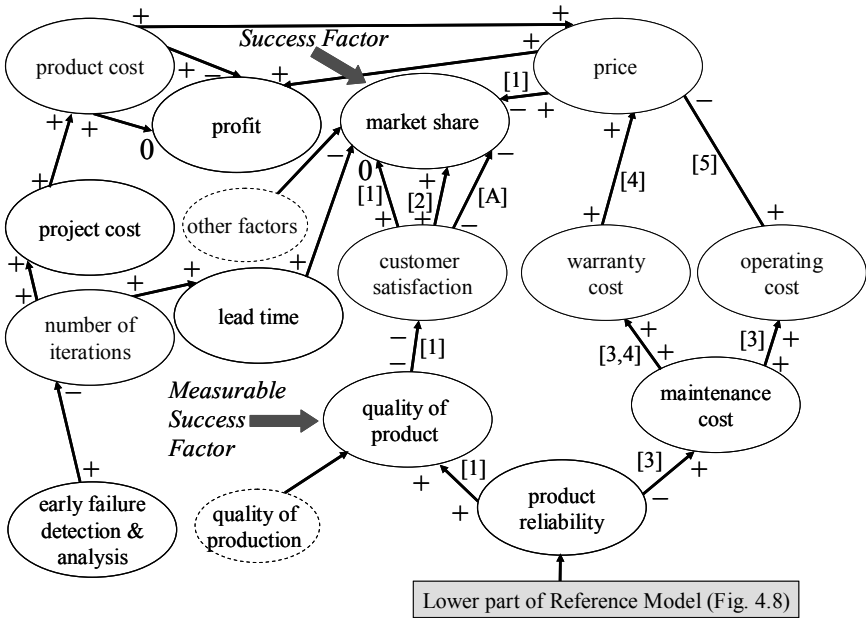 +
+
Success Factor
product cost
+
−
+
+
price
[1]
−
+
profit
market share
−
+
+
0
+
−
0
+
−
[1]
[2]
[A]
[4]
[5]
+
project cost
other factors
+
+
−
+
+
+
+
+
+
customer
satisfaction
warranty
cost
operating
cost
number of
iterations
lead time
−
−
[1]
+
[3,4]
+
[3]
+
+
−
Measurable
Success
Factor
quality of
product
maintenance
cost
+
[1]
[3]
+
+
−
early failure
detection &
analysis
quality of
production
product
reliability
Lower part of Reference Model (Fig. 4.8)